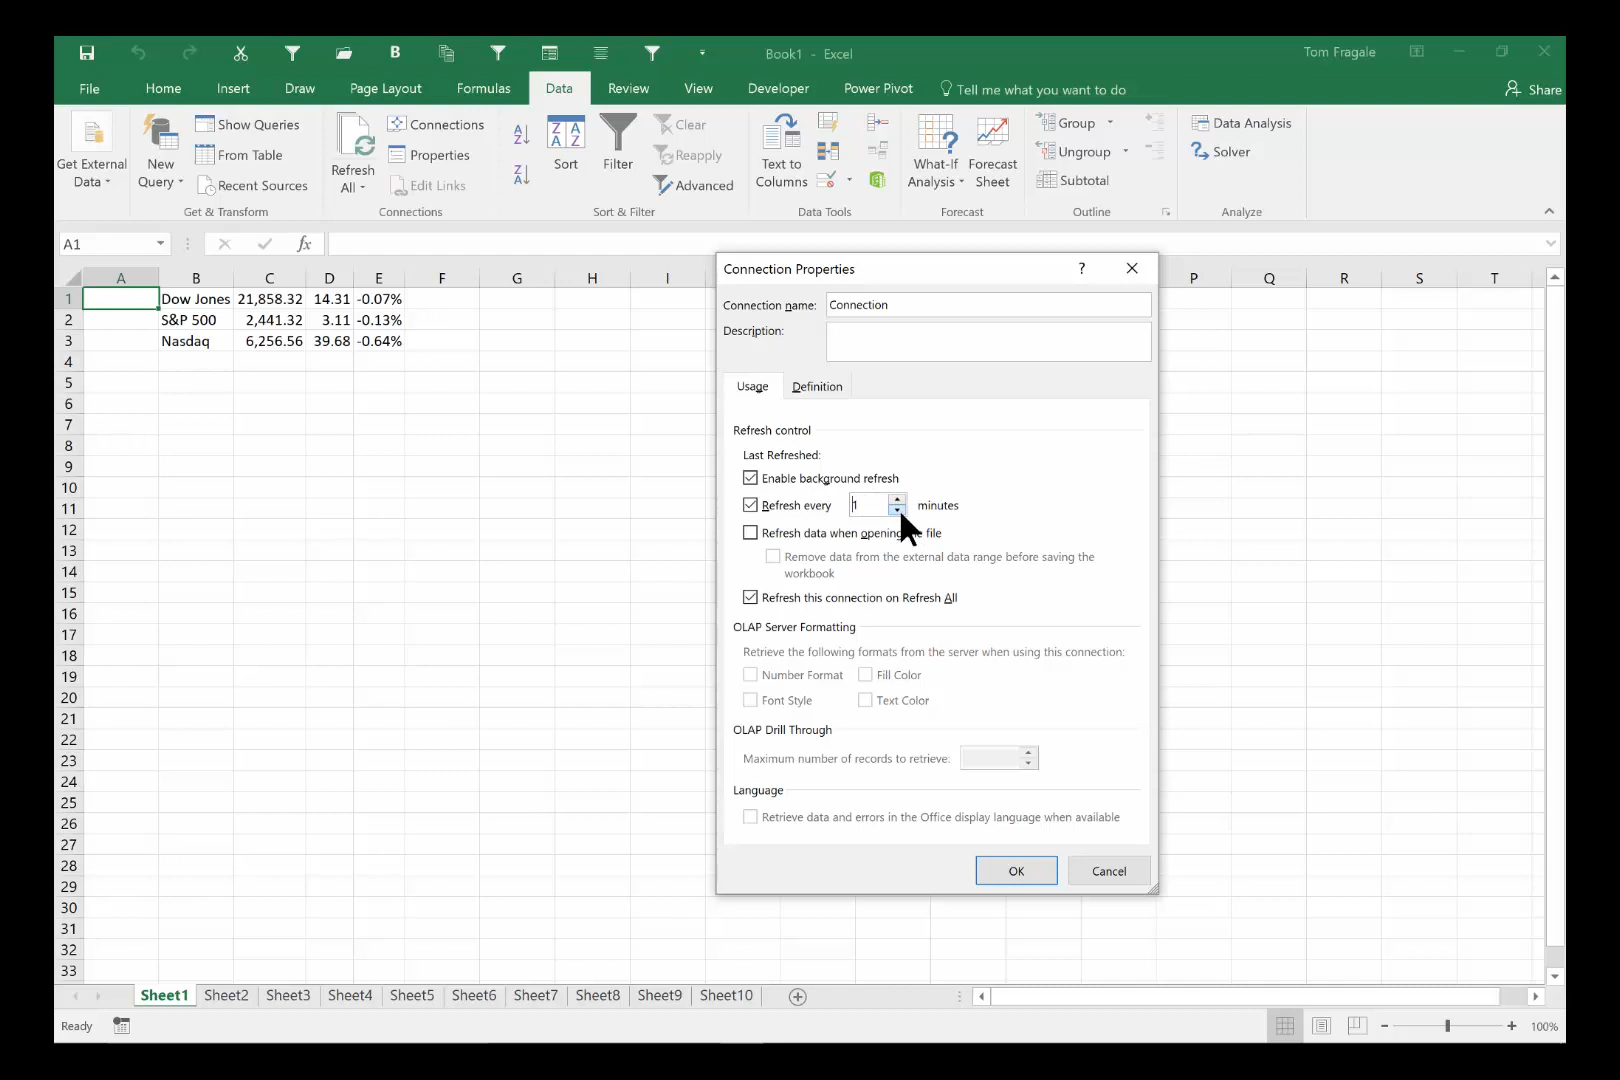 B
Book1 - Excel
Tom Fragale
File Home Insert Draw Page Layout Formulas Data Review View Developer Power Pivot Tell me what you want to do Share
Get External Data
New Query
Show Queries
From Table
Recent Sources
Get & Transform
Refresh All
Connections
Properties
Edit Links
Connections
A Z
Z A
Z A A Z
Sort
Filter
Clear
Reapply
Advanced
Sort & Filter
Text to Columns
Data Tools
What-If Analysis
Forecast Sheet
Forecast
Group
Ungroup
Subtotal
Outline
Data Analysis
Solver
Analyze
A1
fx
A B C D E F G H I P Q R S T
1 Dow Jones 21,858.32 14.31 -0.07%
2 S&P 500 2,441.32 3.11 -0.13%
3 Nasdaq 6,256.56 39.68 -0.64%
4
5
6
7
8
9
10
11
12
13
14
15
16
17
18
19
20
21
22
23
24
25
26
27
28
29
30
31
32
33
Connection Properties ?
Connection name: Connection
Description:
Usage Definition
Refresh control
Last Refreshed:
Enable background refresh
Refresh every 1 minutes
Refresh data when opening file
Remove data from the external data range before saving the
workbook
Refresh this connection on Refresh All
OLAP Server Formatting
Retrieve the following formats from the server when using this connection:
Number Format Fill Color
Font Style Text Color
OLAP Drill Through
Maximum number of records to retrieve:
Language
Retrieve data and errors in the Office display language when available
OK Cancel
Sheet1 Sheet2 Sheet3 Sheet4 Sheet5 Sheet6 Sheet7 Sheet8 Sheet9 Sheet10
Ready
100%